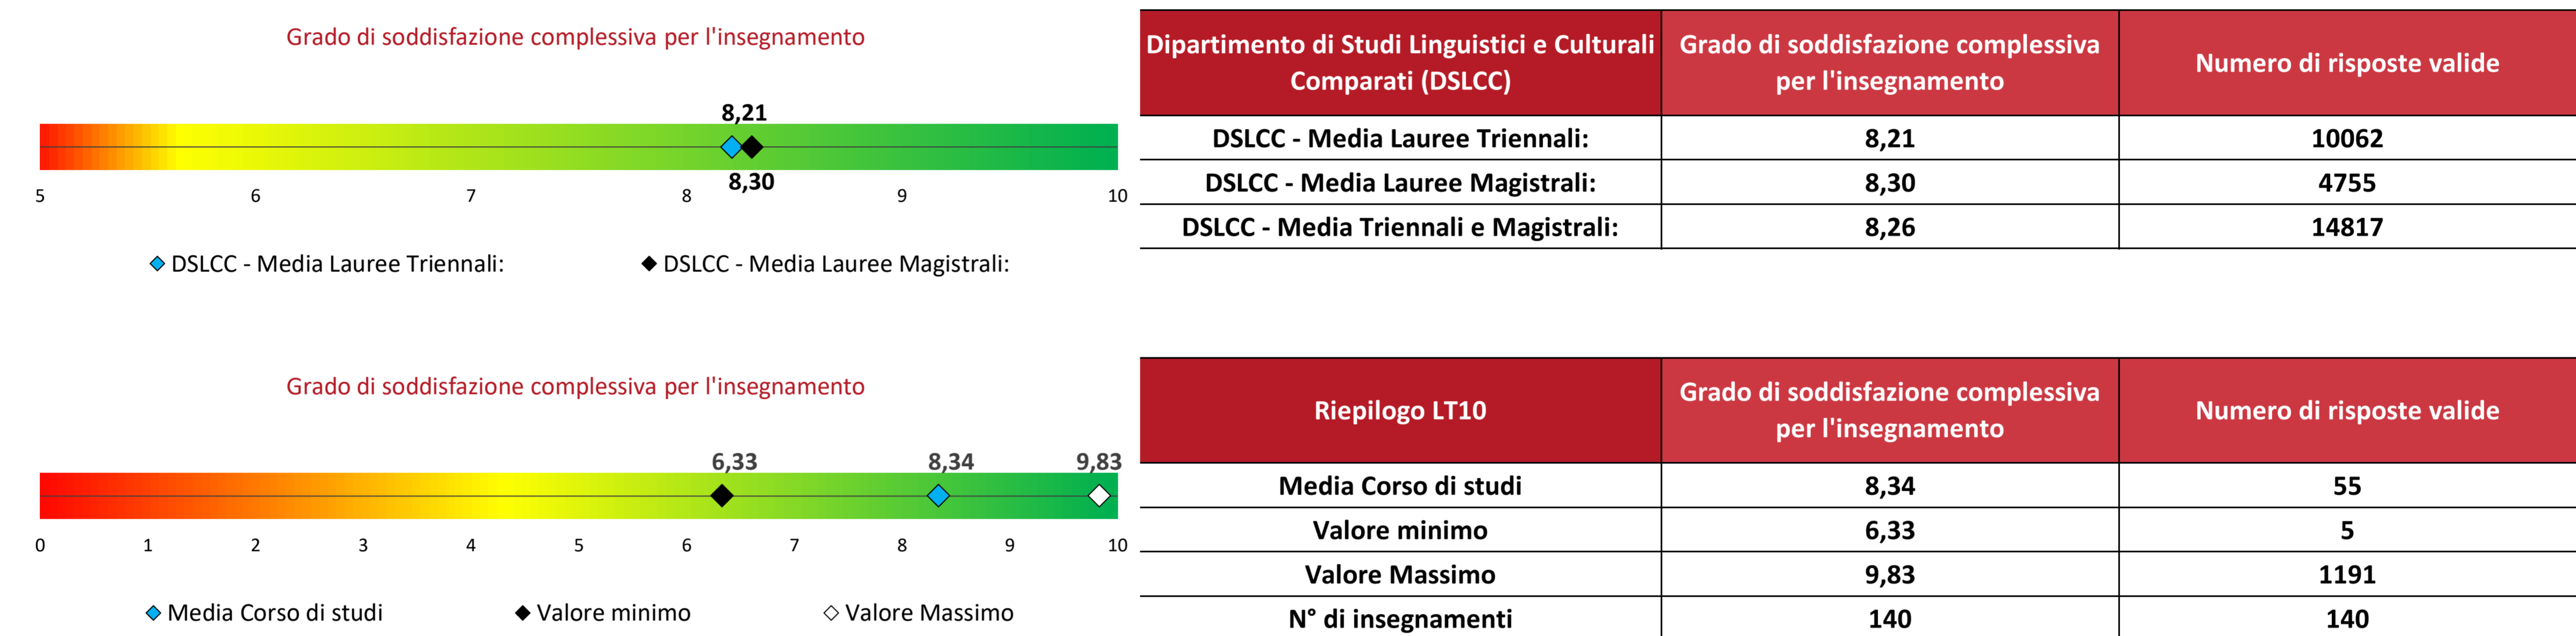 Grado di soddisfazione complessiva per l'insegnamento
8,21
8,30
5 6 7 8 9 10
DSLCC - Media Lauree Triennali: DSLCC - Media Lauree Magistrali:
Dipartimento di Studi Linguistici e Culturali
Comparati (DSLCC)
Grado di soddisfazione complessiva
per l'insegnamento
Numero di risposte valide
DSLCC - Media Lauree Triennali: 8,21 10062
DSLCC - Media Lauree Magistrali: 8,30 4755
DSLCC - Media Triennali e Magistrali: 8,26 14817
Grado di soddisfazione complessiva per l'insegnamento
6,33 8,34 9,83
0 1 2 3 4 5 6 7 8 9 10
Media Corso di studi Valore minimo Valore Massimo
Riepilogo LT10
Grado di soddisfazione complessiva
per l'insegnamento
Numero di risposte valide
Media Corso di studi 8,34 55
Valore minimo 6,33 5
Valore Massimo 9,83 1191
N° di insegnamenti 140 140